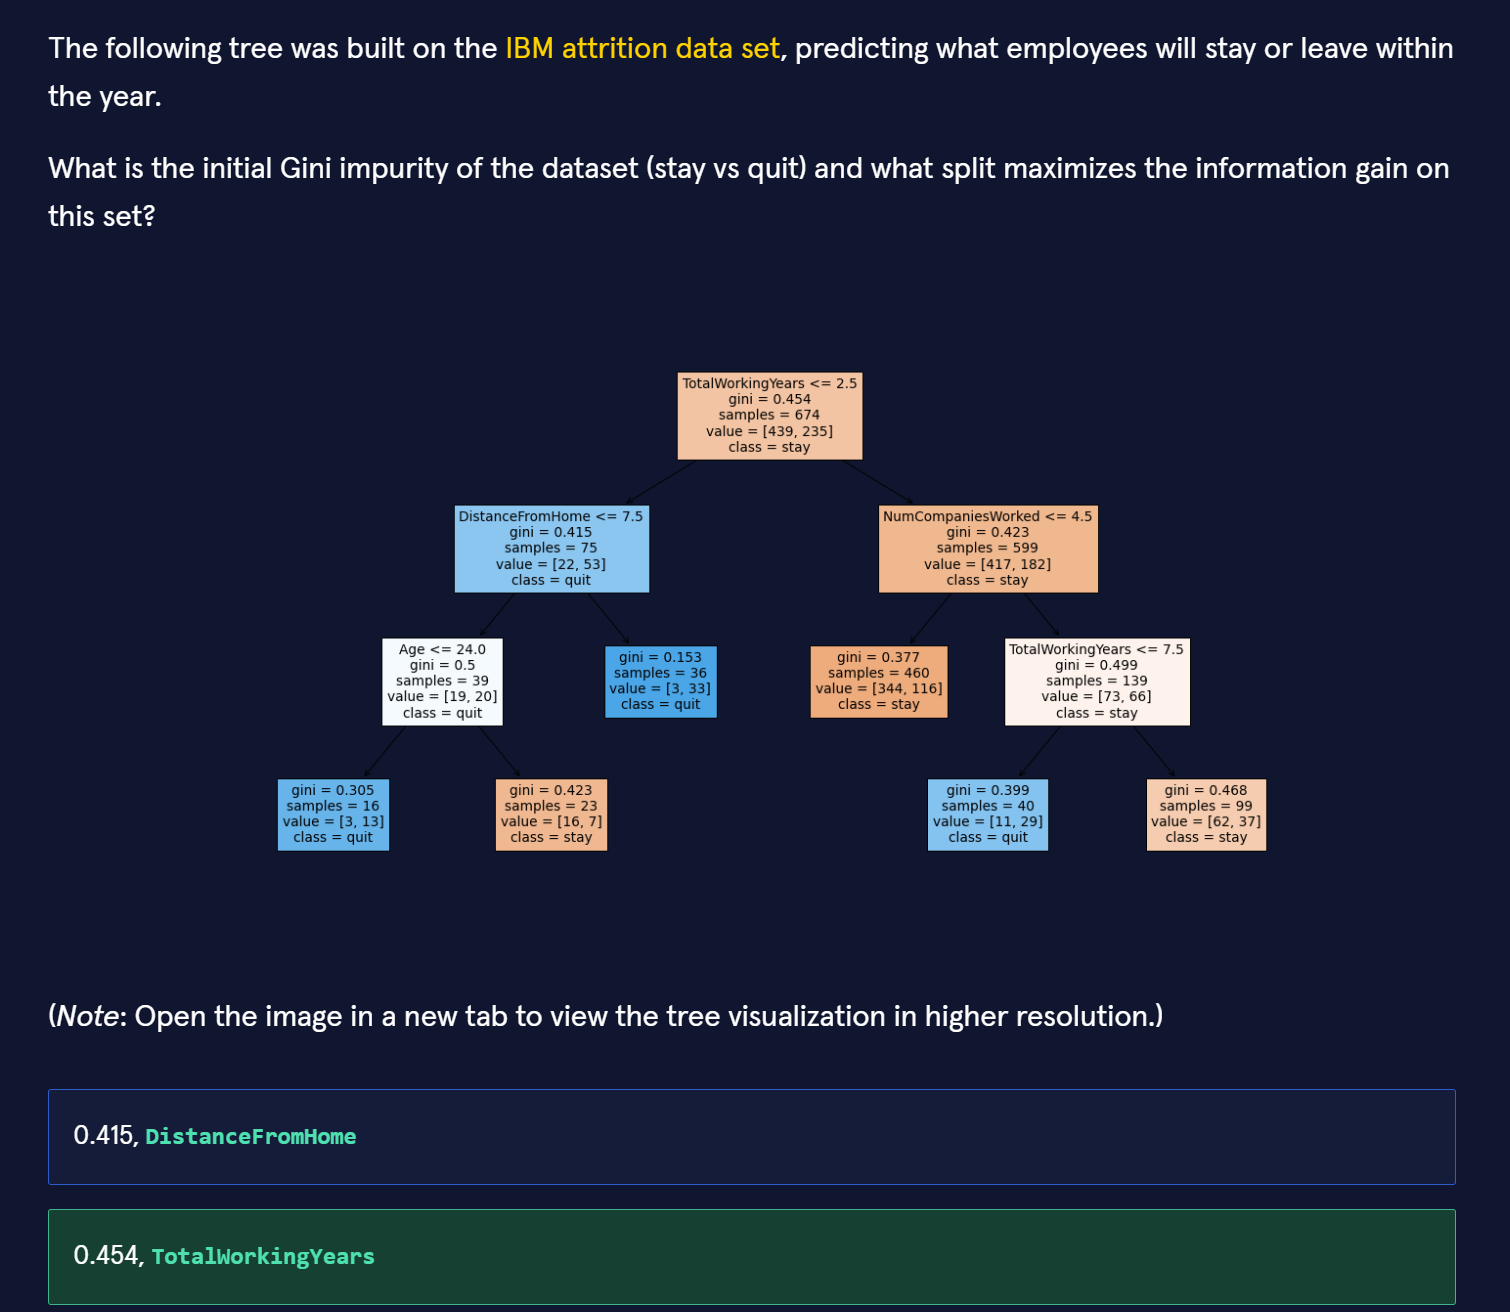 The following tree was built on the IBM attrition data set, predicting what employees will stay or leave within
the year.
What is the initial Gini impurity of the dataset (stay vs quit) and what split maximizes the information gain on
this set?
TotalWorkingYears <= 2.5
gini = 0.454
samples = 674
value = [439, 235]
class = stay
DistanceFromHome <= 7.5
gini = 0.415
samples = 75
value = [22, 53]
class = quit
NumCompaniesWorked <= 4.5
gini = 0.423
samples = 599
value = [417, 182]
class = stay
Age <= 24.0
gini = 0.5
samples = 39
value = [19, 20]
class = quit
gini = 0.153
samples = 36
value = [3, 33]
class = quit
gini = 0.377
samples = 460
value = [344, 116]
class = stay
TotalWorkingYears <= 7.5
gini = 0.499
samples = 139
value = [73, 66]
class = stay
gini = 0.305
samples = 16
value = [3, 13]
class = quit
gini = 0.423
samples = 23
value = [16, 7]
class = stay
gini = 0.399
samples = 40
value = [11, 29]
class = quit
gini = 0.468
samples = 99
value = [62, 37]
class = stay
(Note: Open the image in a new tab to view the tree visualization in higher resolution.)
0.415, DistanceFromHome
0.454, TotalWorkingYears